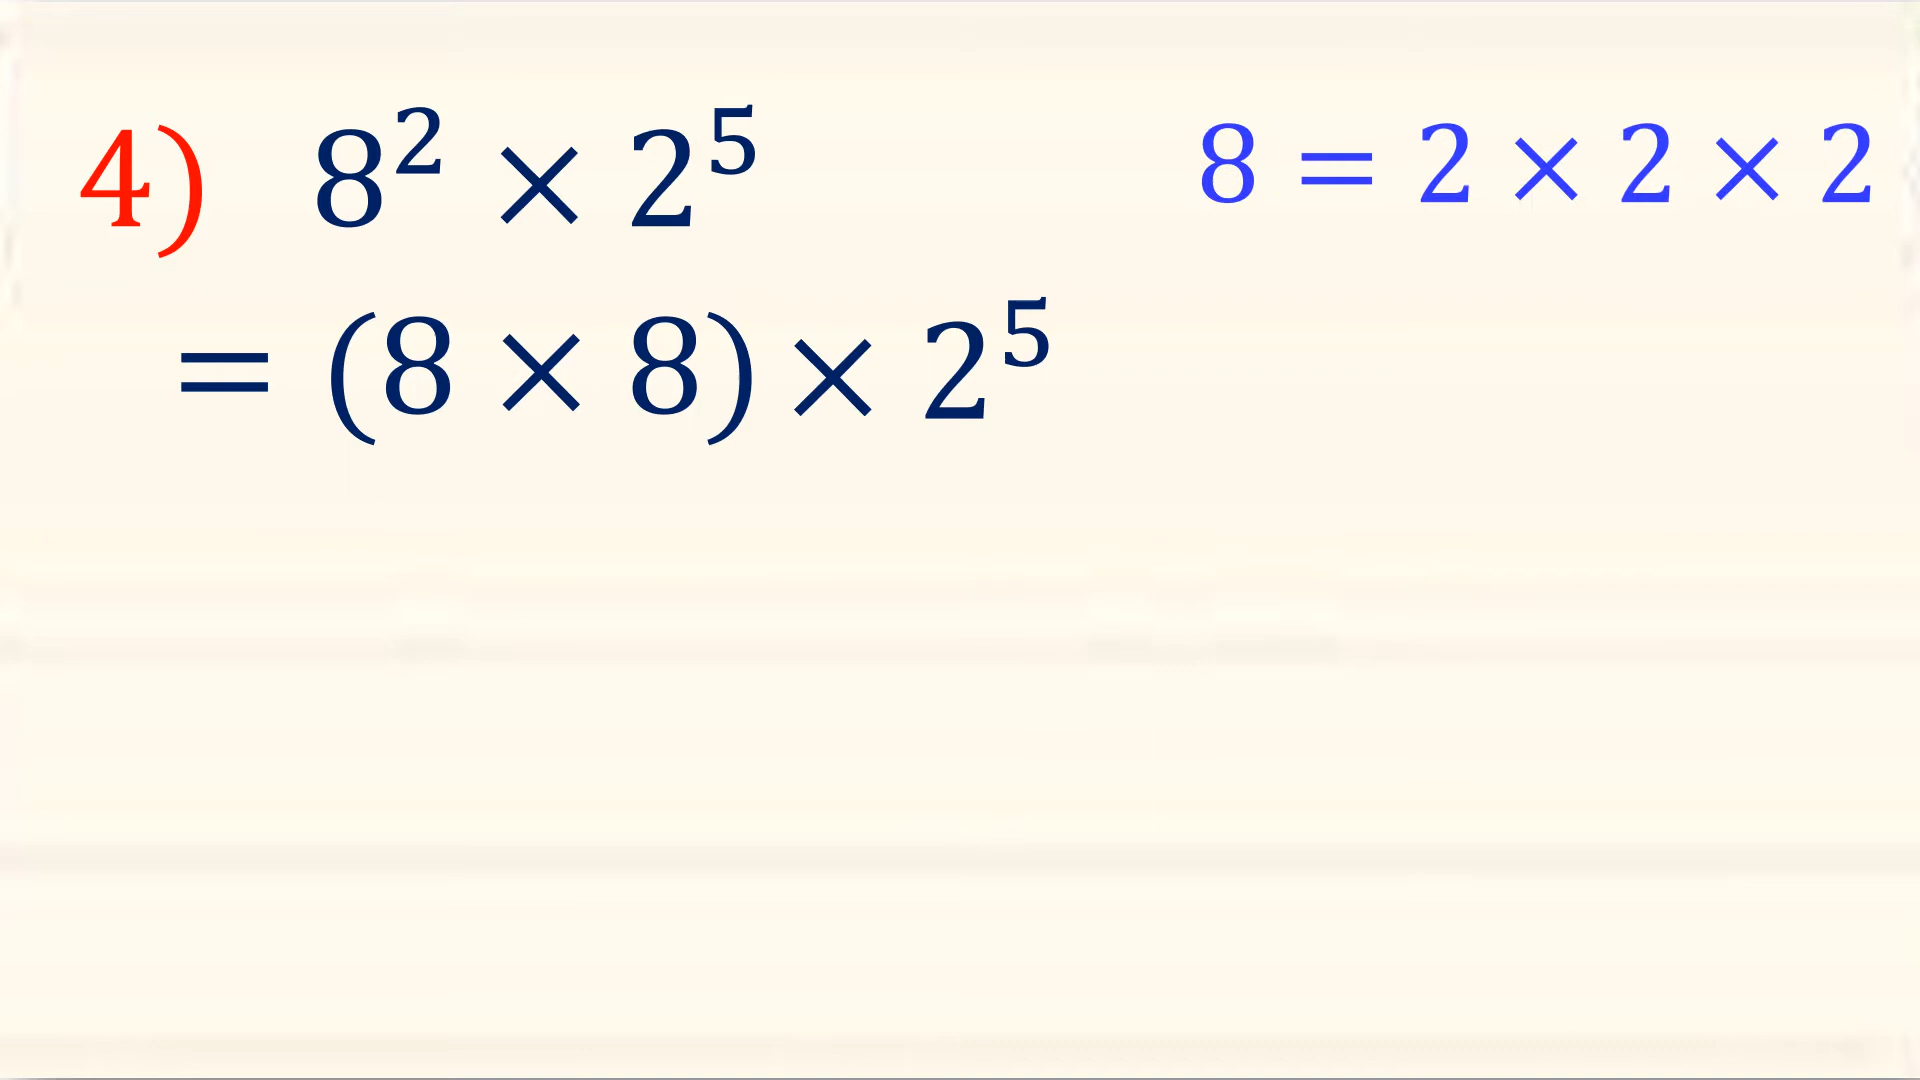 4) 8² × 2⁵
8 = 2 × 2 × 2
= (8 × 8) × 2⁵